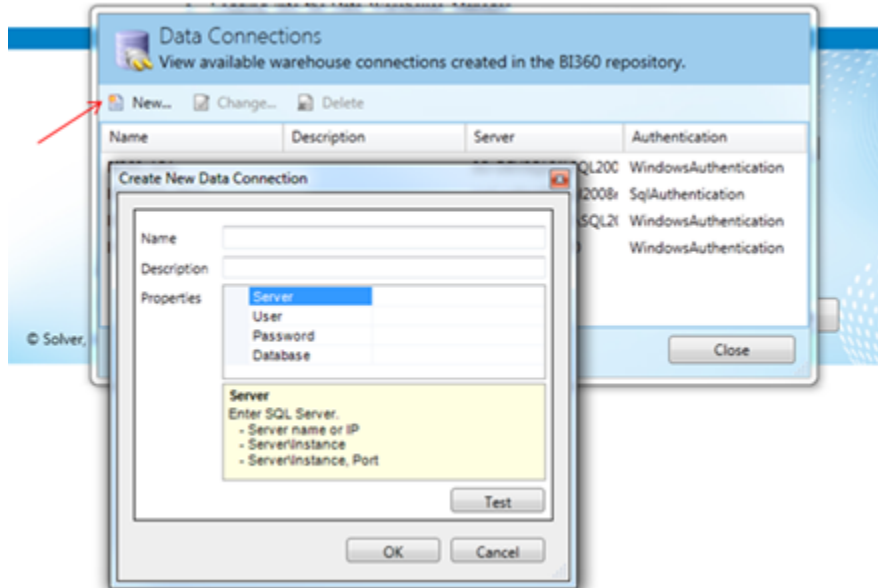 Data Connections
View available warehouse connections created in the BI360 repository.
New... Change... Delete
Name Description Server Authentication
WindowsAuthentication
SqlAuthentication
WindowsAuthentication
WindowsAuthentication
Create New Data Connection
Name
Description
Properties Server
User
Password
Database
Server
Enter SQL Server.
- Server name or IP
- Server\Instance
- Server\Instance, Port
Test
OK Cancel
© Solver,
Close